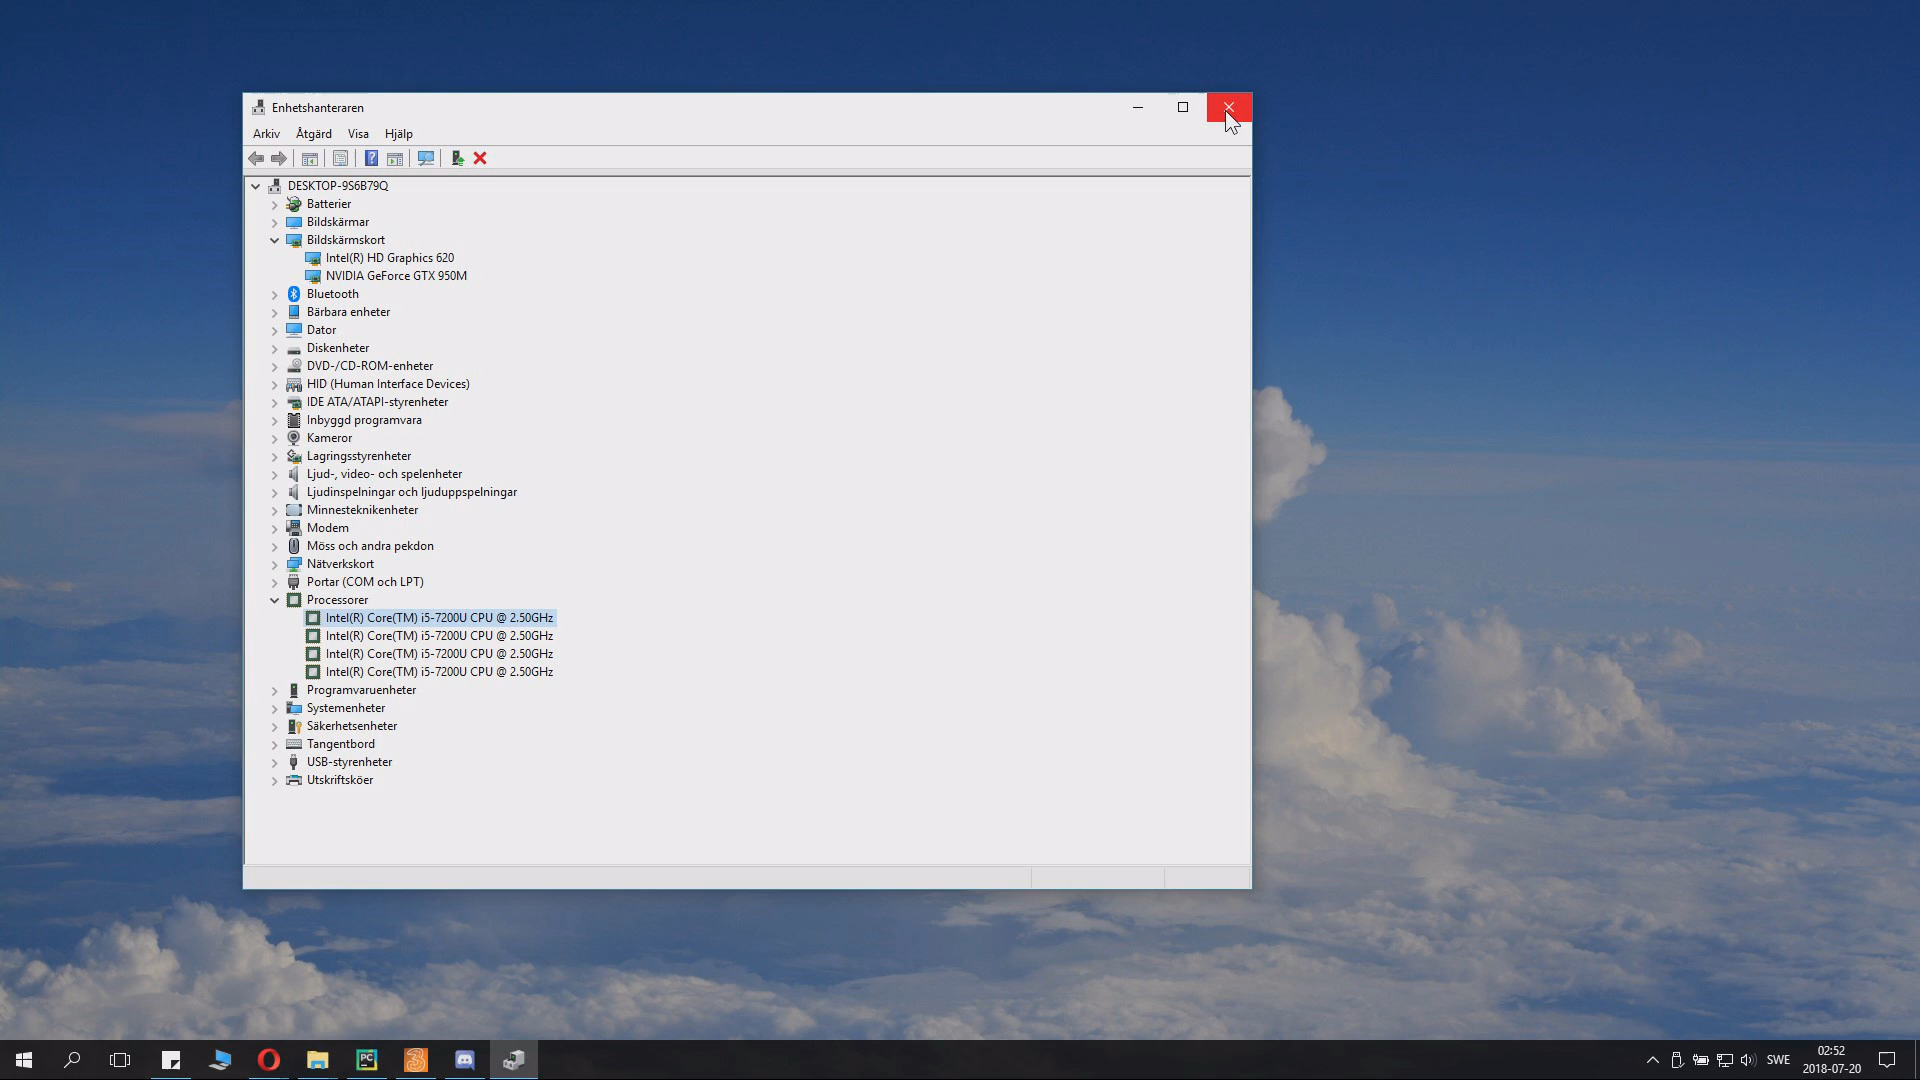 Enhetshanteraren
Arkiv Åtgärd Visa Hjälp
DESKTOP-9S6B79Q
Batterier
Bildskärmar
Bildskärmskort
Intel(R) HD Graphics 620
NVIDIA GeForce GTX 950M
Bluetooth
Bärbara enheter
Dator
Diskenheter
DVD-/CD-ROM-enheter
HID (Human Interface Devices)
IDE ATA/ATAPI-styrenheter
Inbyggd programvara
Kameror
Lagringsstyrenheter
Ljud-, video- och spelenheter
Ljudinspelningar och ljuduppspelningar
Minnesteknikenheter
Modem
Möss och andra pekdon
Nätverkskort
Portar (COM och LPT)
Processorer
Intel(R) Core(TM) i5-7200U CPU @ 2.50GHz
Intel(R) Core(TM) i5-7200U CPU @ 2.50GHz
Intel(R) Core(TM) i5-7200U CPU @ 2.50GHz
Intel(R) Core(TM) i5-7200U CPU @ 2.50GHz
Programvaruenheter
Systemenheter
Säkerhetsenheter
Tangentbord
USB-styrenheter
Utskriftsköer
PC
SWE
02:52
2018-07-20